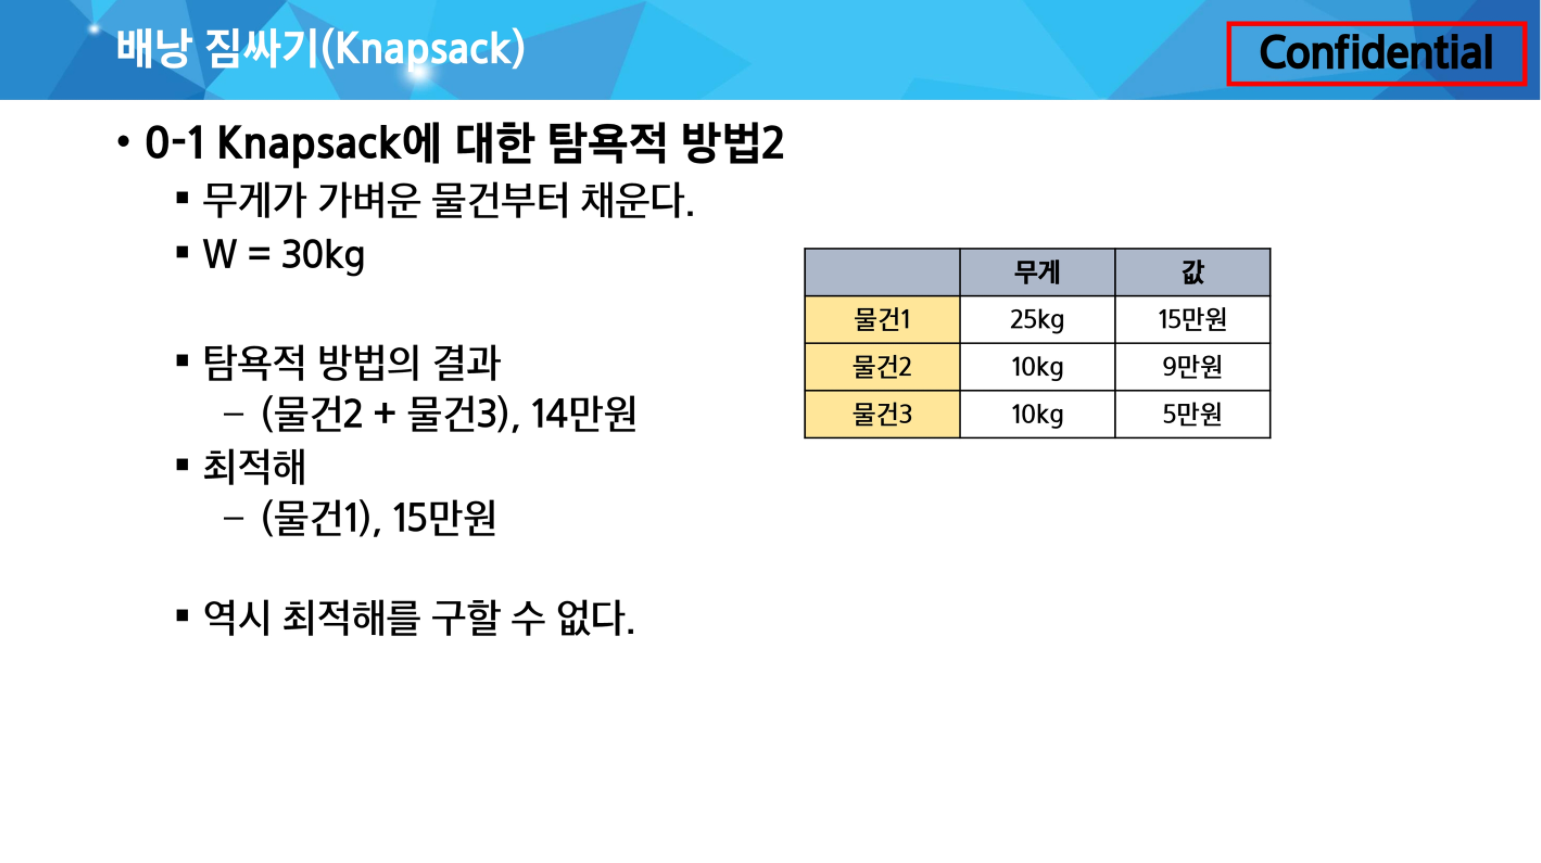 배낭 짐싸기(Knapsack)
Confidential
• 0-1 Knapsack에 대한 탐욕적 방법2
▪ 무게가 가벼운 물건부터 채운다.
▪ W = 30kg
▪ 탐욕적 방법의 결과
– (물건2 + 물건3), 14만원
▪ 최적해
– (물건1), 15만원
▪ 역시 최적해를 구할 수 없다.
무게 값
물건1 25kg 15만원
물건2 10kg 9만원
물건3 10kg 5만원